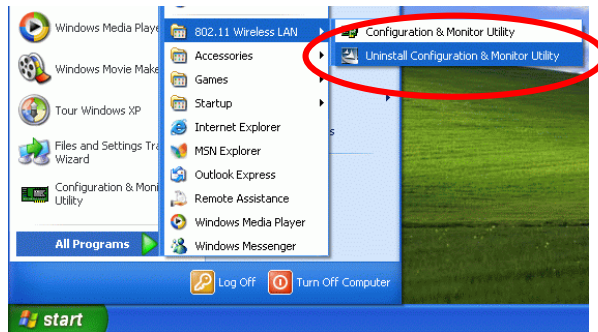 Windows Media Playe
Windows Movie Make
Tour Windows XP
Files and Settings Tra
Wizard
Configuration & Moni
Utility
All Programs
802.11 Wireless LAN
Accessories
Games
Startup
Internet Explorer
MSN Explorer
Outlook Express
Remote Assistance
Windows Media Player
Windows Messenger
Configuration & Monitor Utility
Uninstall Configuration & Monitor Utility
s
Log Off
Turn Off Computer
start